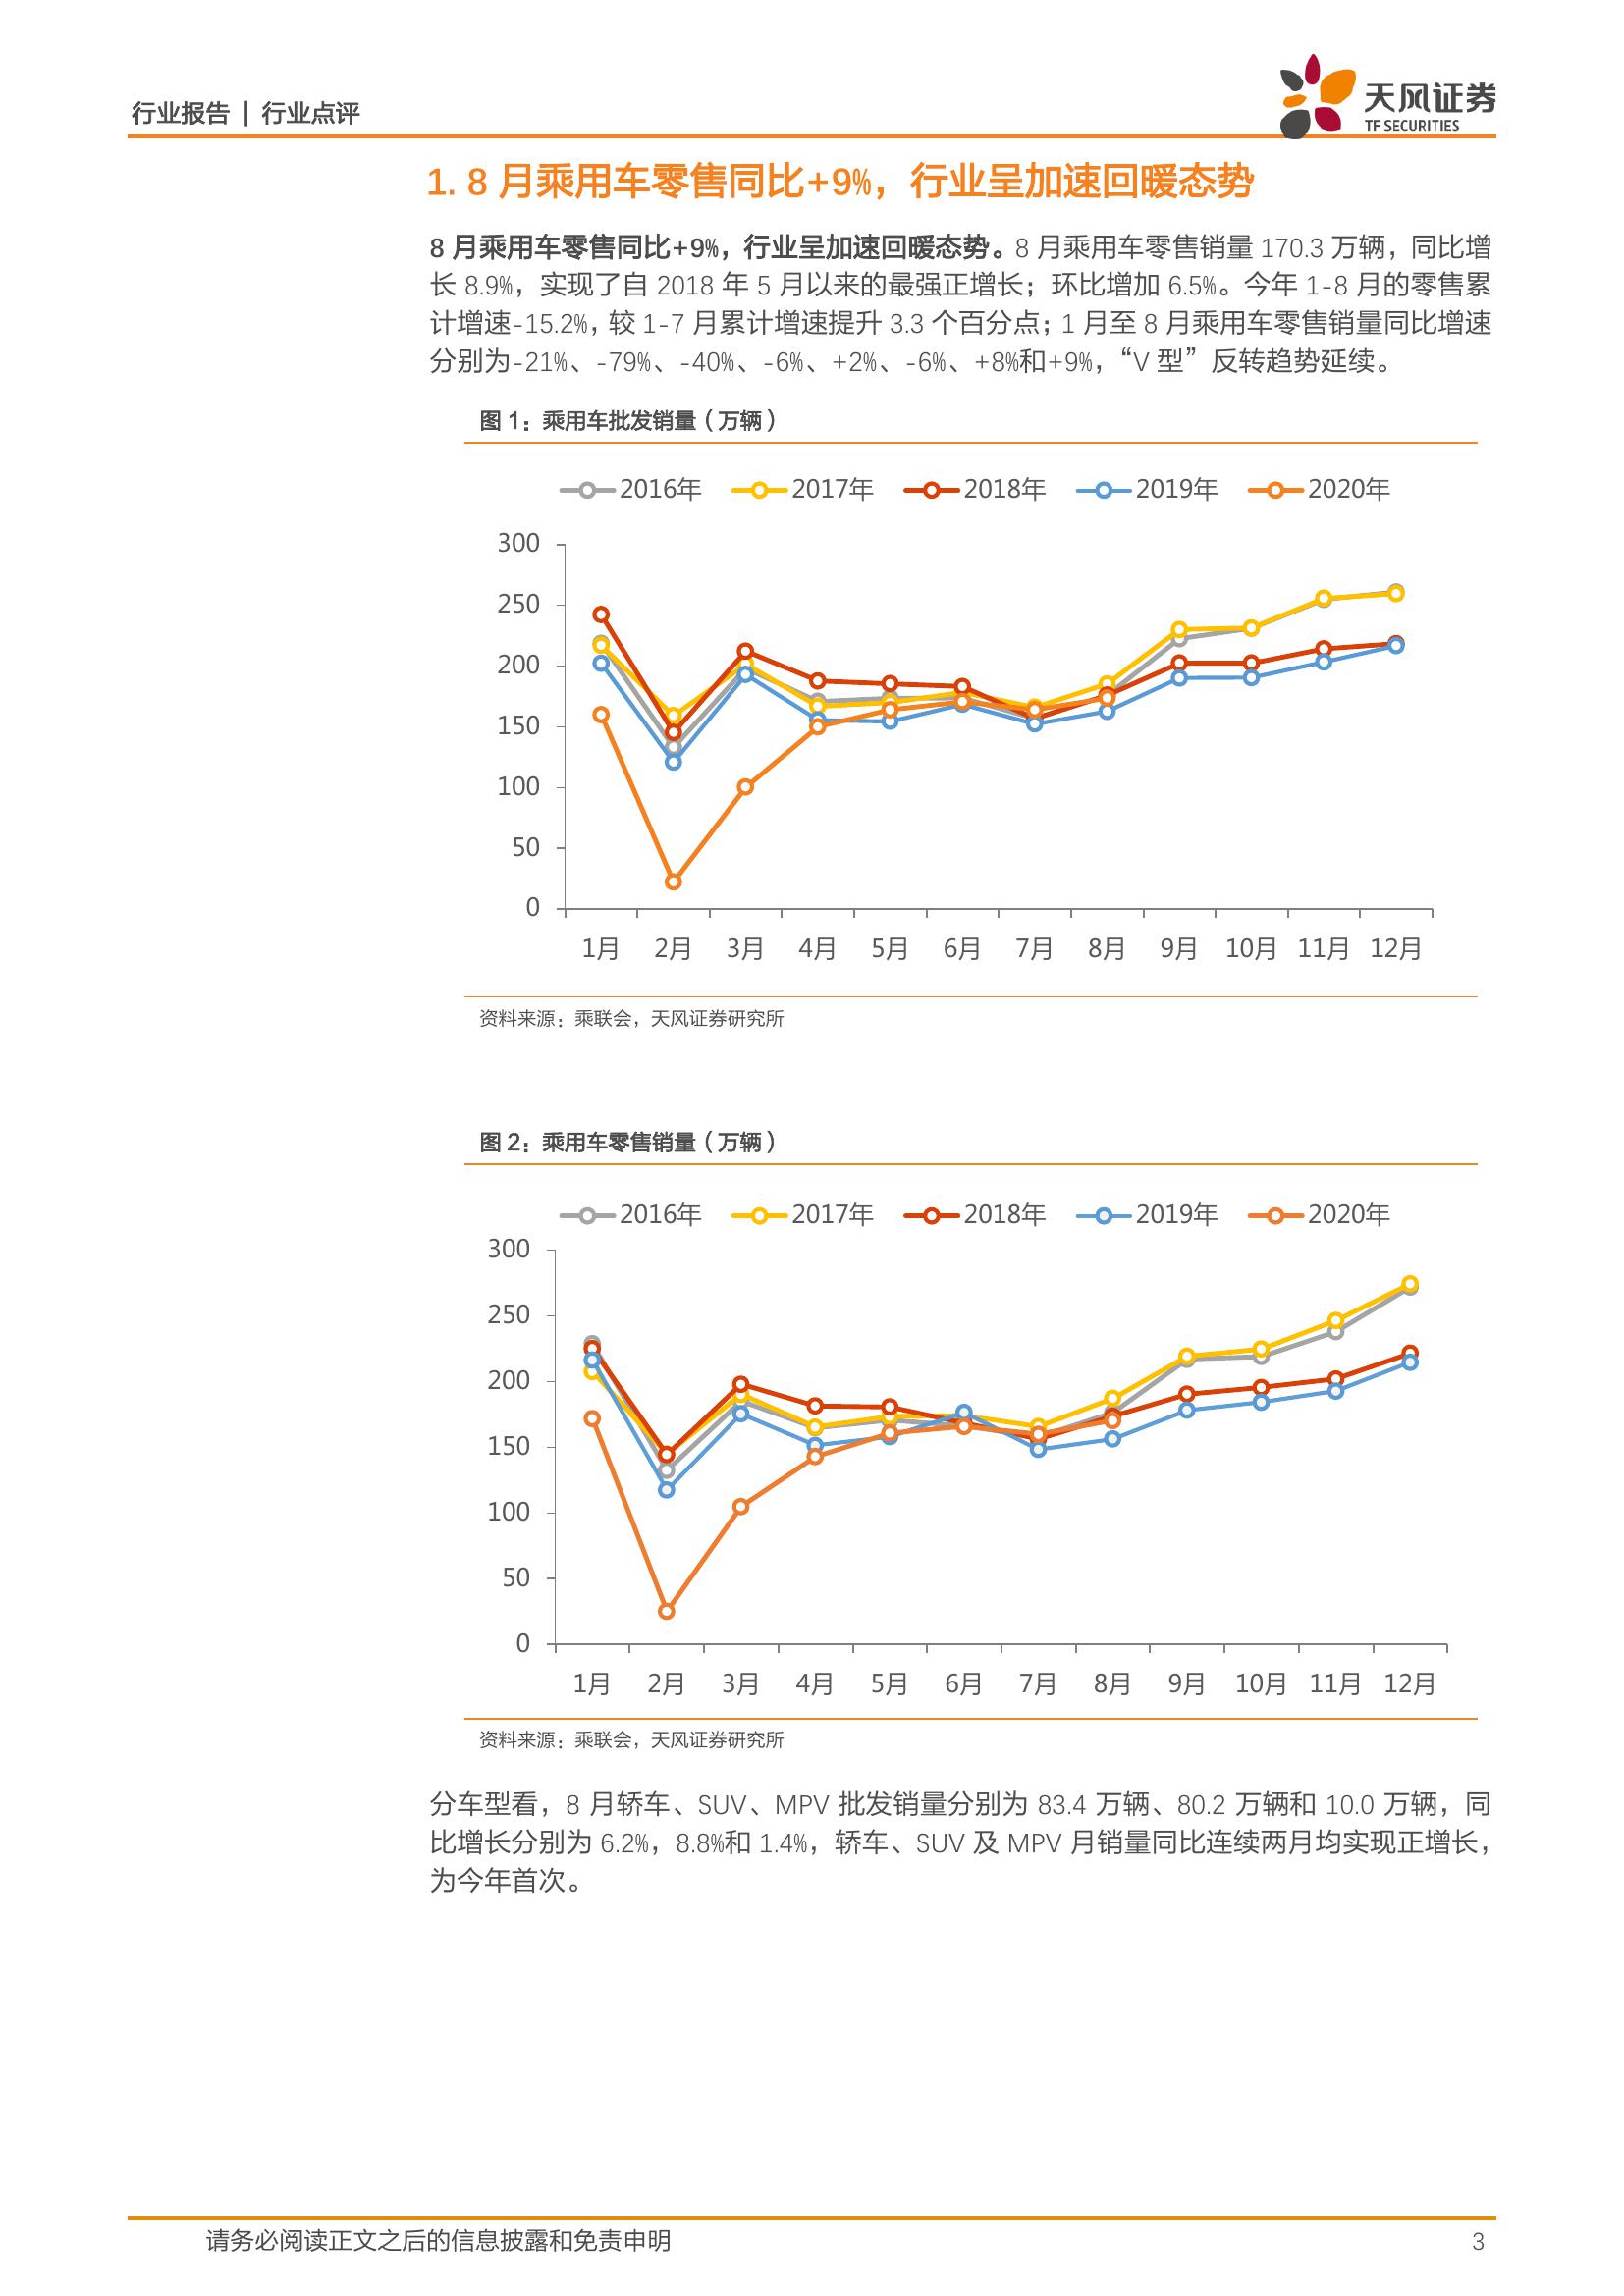 行业报告 | 行业点评
天风证券
TF SECURITIES
1. 8 月乘用车零售同比+9%，行业呈加速回暖态势
8 月乘用车零售同比+9%，行业呈加速回暖态势。8 月乘用车零售销量 170.3 万辆，同比增
长 8.9%，实现了自 2018 年 5 月以来的最强正增长；环比增加 6.5%。今年 1-8 月的零售累
计增速-15.2%，较 1-7 月累计增速提升 3.3 个百分点；1 月至 8 月乘用车零售销量同比增速
分别为-21%、-79%、-40%、-6%、+2%、-6%、+8%和+9%，“V 型”反转趋势延续。
图 1：乘用车批发销量（万辆）
2016年 2017年 2018年 2019年 2020年
300
250
200
150
100
50
0
1月 2月 3月 4月 5月 6月 7月 8月 9月 10月 11月 12月
资料来源：乘联会，天风证券研究所
图 2：乘用车零售销量（万辆）
2016年 2017年 2018年 2019年 2020年
300
250
200
150
100
50
0
1月 2月 3月 4月 5月 6月 7月 8月 9月 10月 11月 12月
资料来源：乘联会，天风证券研究所
分车型看，8 月轿车、SUV、MPV 批发销量分别为 83.4 万辆、80.2 万辆和 10.0 万辆，同
比增长分别为 6.2%，8.8%和 1.4%，轿车、SUV 及 MPV 月销量同比连续两月均实现正增长，
为今年首次。
请务必阅读正文之后的信息披露和免责申明
3